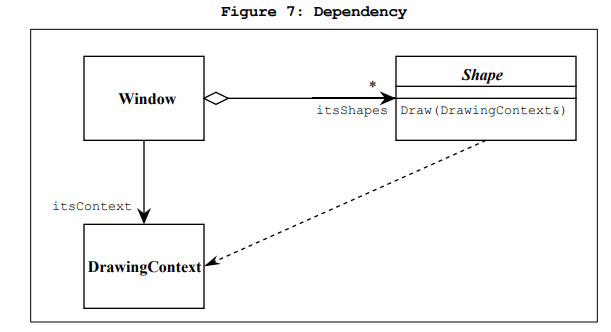 Figure 7: Dependency
Shape
Window
*
itsShapes
Draw(DrawingContext&)
itsContext
DrawingContext